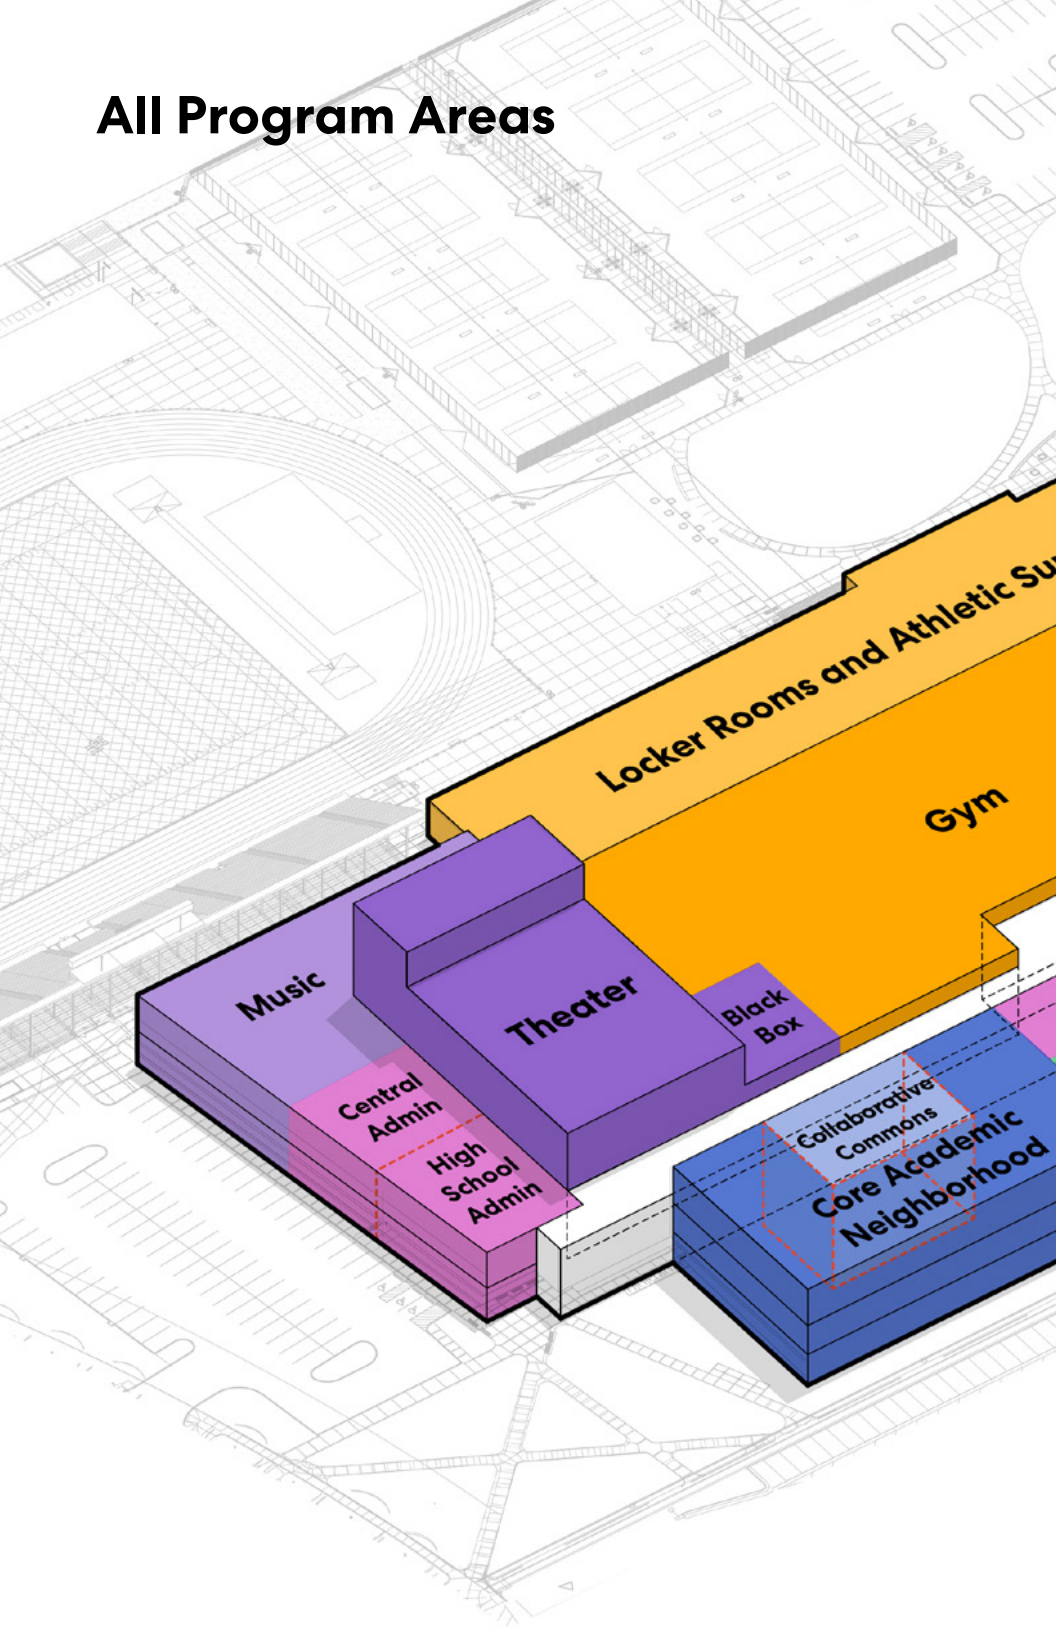 All Program Areas
Locker Rooms and Athletic
Gym
Music
Theater
Black
Box
Central
Admin
High
School
Admin
Collaborative
Commons
Core Academic
Neighborhood